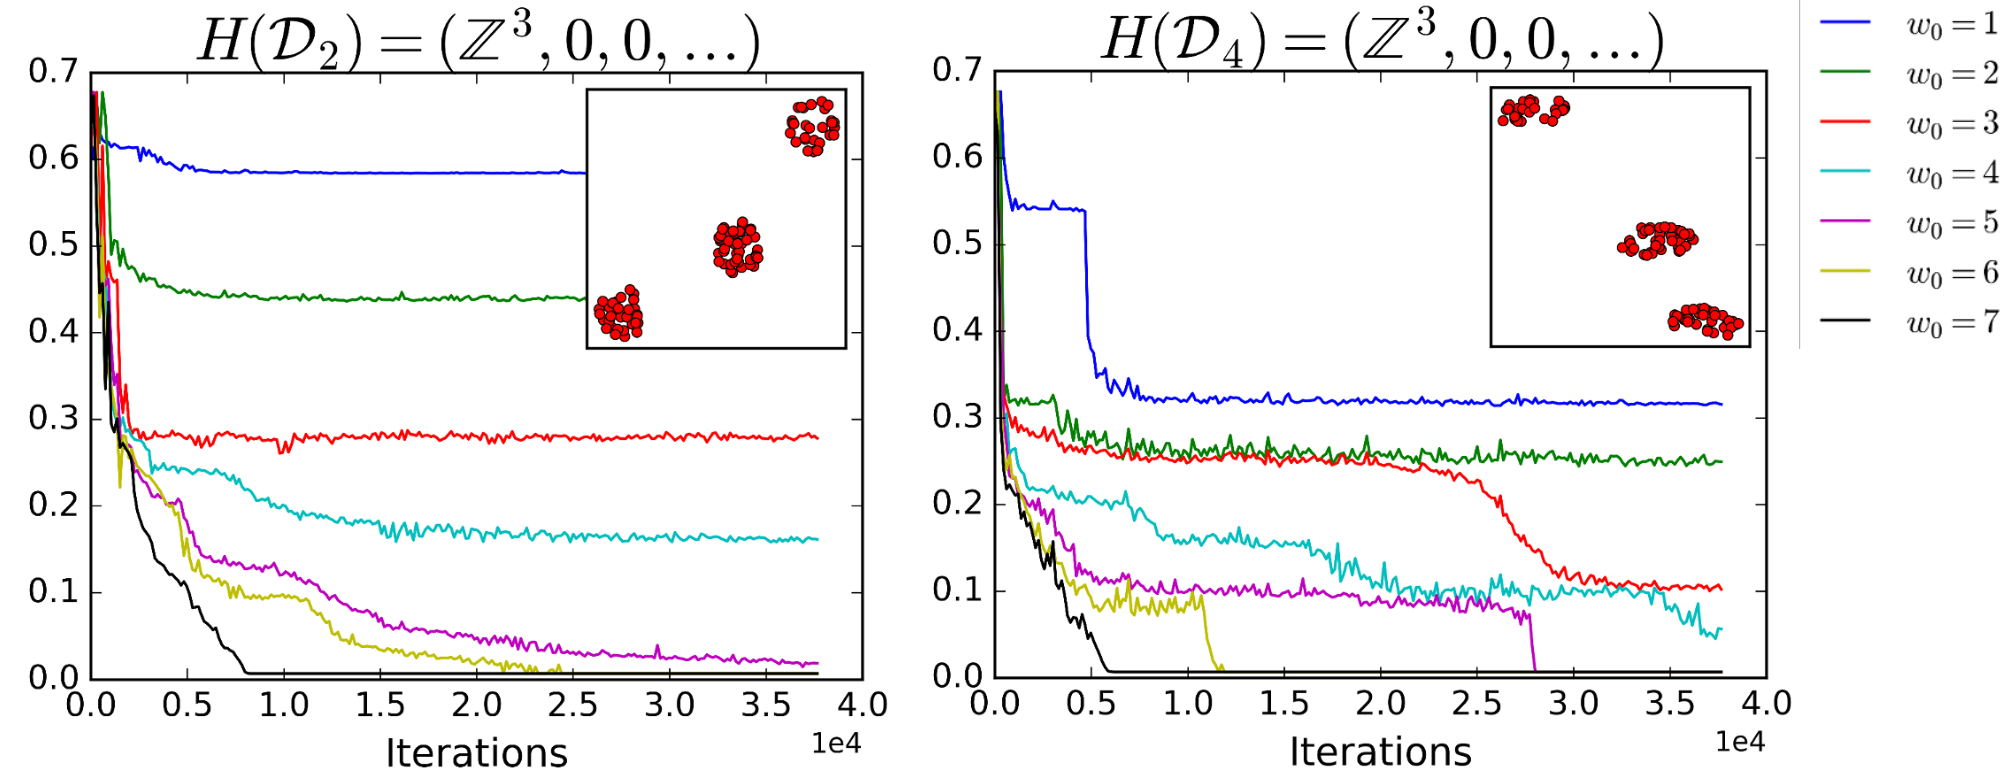 H(𝒟₂) = (ℤ³, 0, 0, ...)
0.7
0.6
0.5
0.4
0.3
0.2
0.1
0.0
0.0 0.5 1.0 1.5 2.0 2.5 3.0 3.5 4.0
1e4
Iterations
H(𝒟₄) = (ℤ³, 0, 0, ...)
0.7
0.6
0.5
0.4
0.3
0.2
0.1
0.0
0.0 0.5 1.0 1.5 2.0 2.5 3.0 3.5 4.0
1e4
Iterations
w₀ = 1
w₀ = 2
w₀ = 3
w₀ = 4
w₀ = 5
w₀ = 6
w₀ = 7